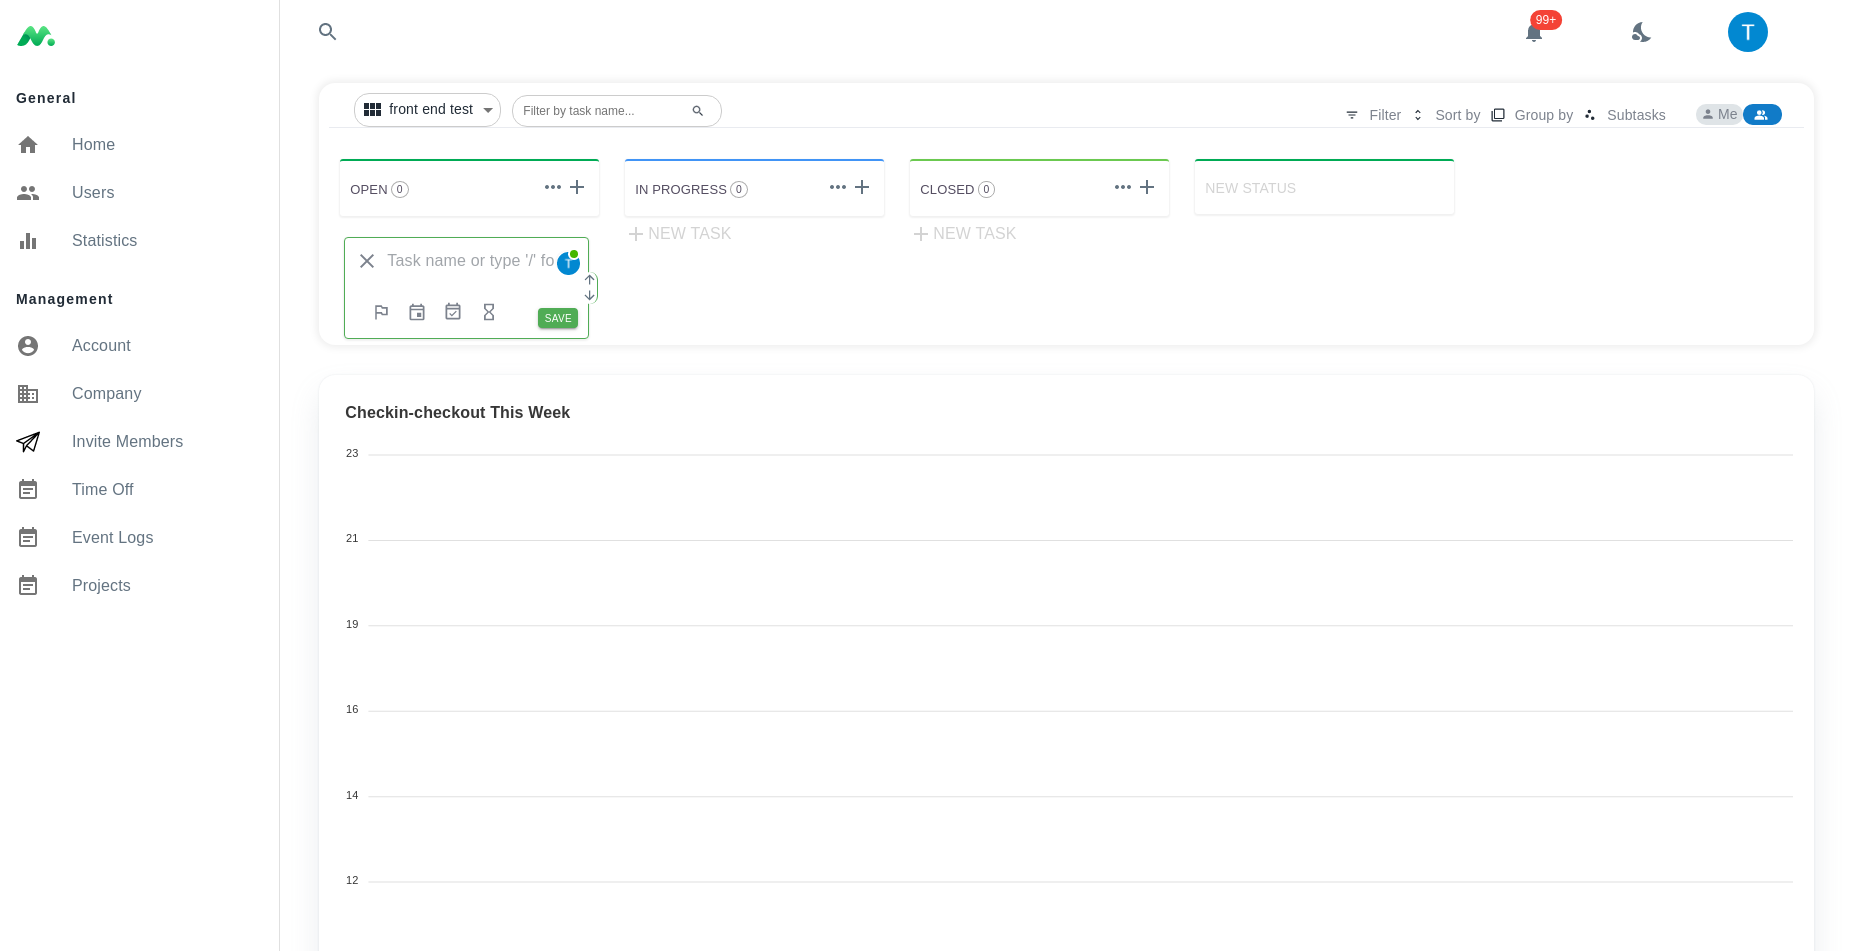 99+
T
General
Home
Users
Statistics
Management
Account
Company
Invite Members
Time Off
Event Logs
Projects
front end test
Filter by task name...
Filter
Sort by
Group by
Subtasks
Me
OPEN 0
IN PROGRESS 0
CLOSED 0
NEW STATUS
NEW TASK
NEW TASK
Task name or type '/' fo
T
SAVE
Checkin-checkout This Week
23
21
19
16
14
12